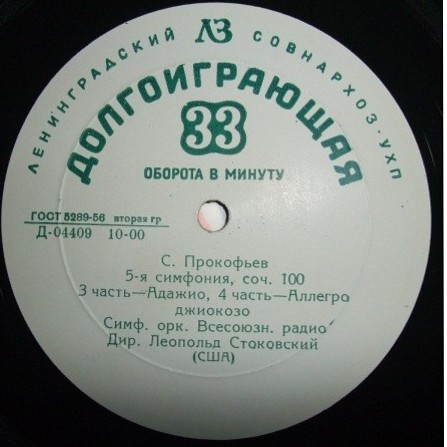 ЛЕНИНГРАДСКИЙ ЛЗ СОВНАРХОЗ·УХП
ДОЛГОИГРАЮЩАЯ
33
ОБОРОТА В МИНУТУ
ГОСТ 5289-56 вторая гр
Д-04409 10-00
С. Прокофьев
5-я симфония, соч. 100
3 часть—Адажио, 4 часть—Аллегро
джиокозо
Симф. орк. Всесоюзн. радио
Дир. Леопольд Стоковский
(США)